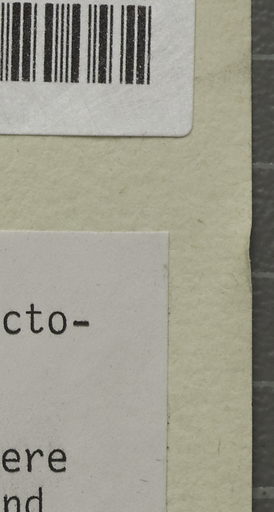 cto-
ere
nd